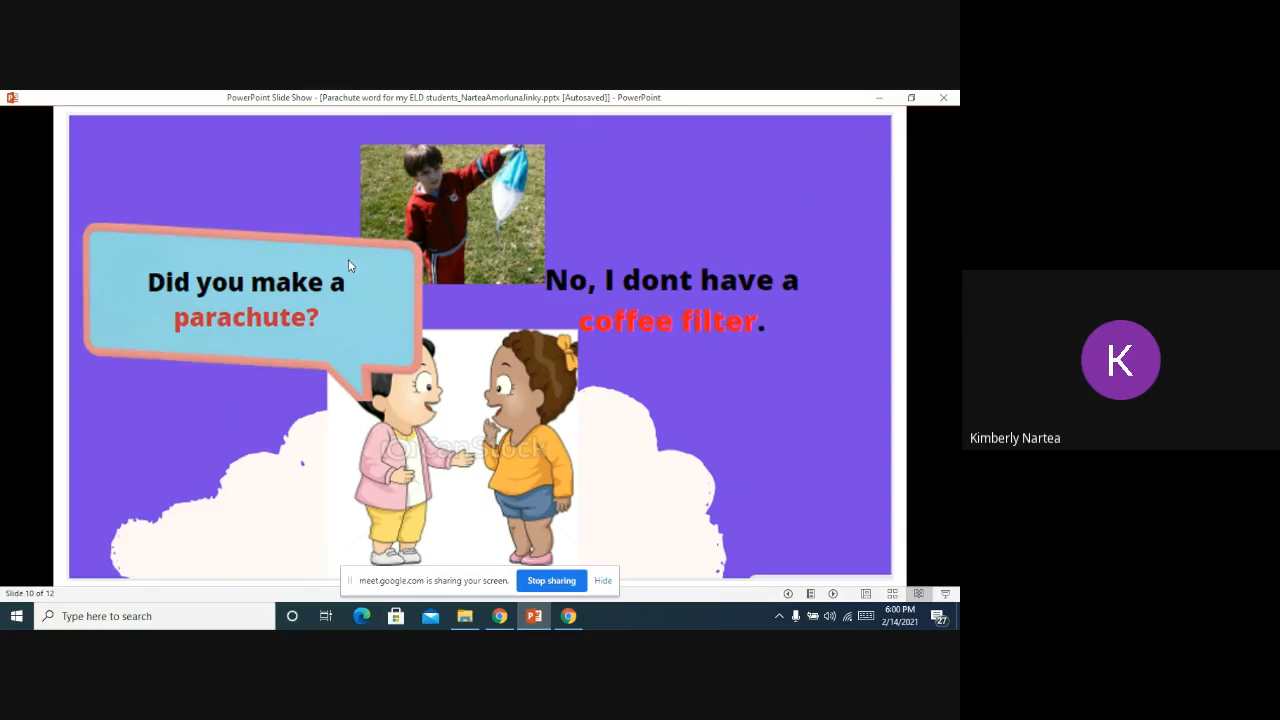 PowerPoint Slide Show - [Parachute word for my ELD students_NarteaAmorlunaJinky.pptx [Autosaved]] - PowerPoint
Did you make a
parachute?
No, I dont have a
coffee filter.
CanStock
K
Kimberly Nartea
meet.google.com is sharing your screen.
Stop sharing
Hide
Slide 10 of 12
Type here to search
6:00 PM
2/14/2021
27